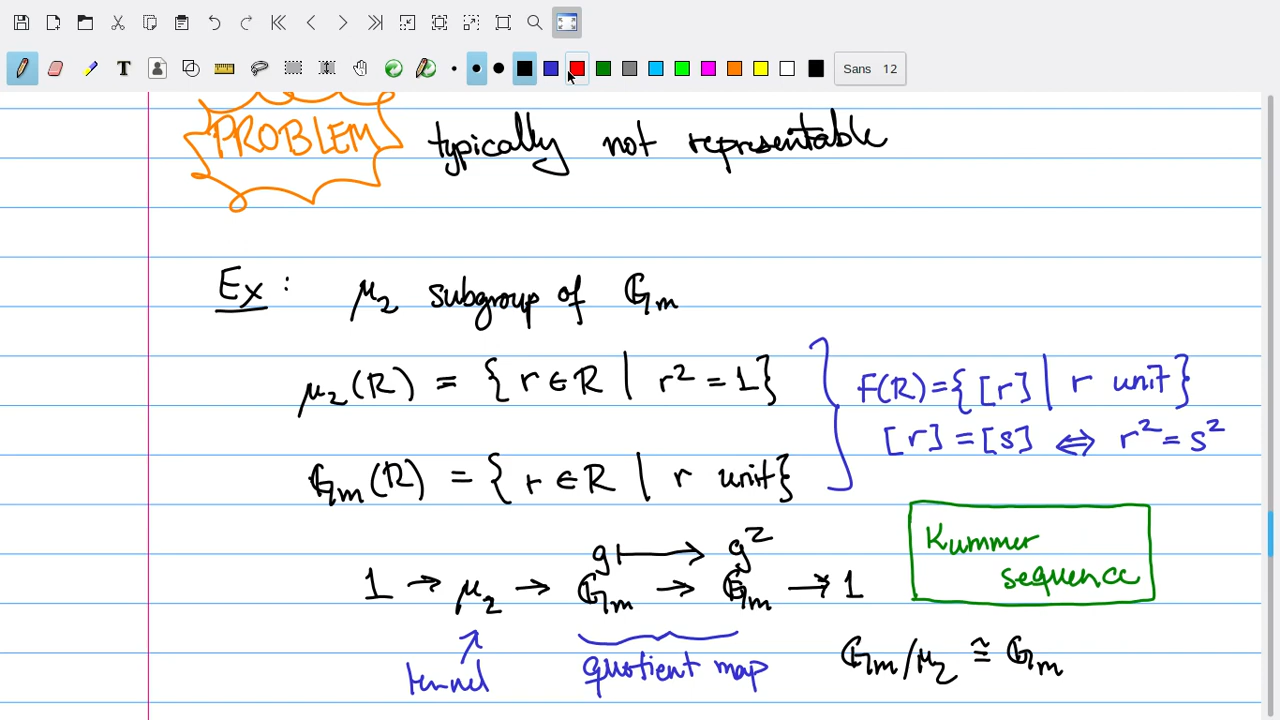 Sans 12
PROBLEM typically not representable
Ex: μ₂ subgroup of 𝔾ₘ
μ₂(R) = { r ∈ R | r² = 1}
F(R)={[r] | r unit}
[r]=[s] ⇔ r² = s²
𝔾ₘ(R) = { r ∈ R | r unit}
Kummer
sequence
g ↦ g²
1 → μ₂ → 𝔾ₘ → 𝔾ₘ → 1
kernel
quotient map
𝔾ₘ/μ₂ ≅ 𝔾ₘ